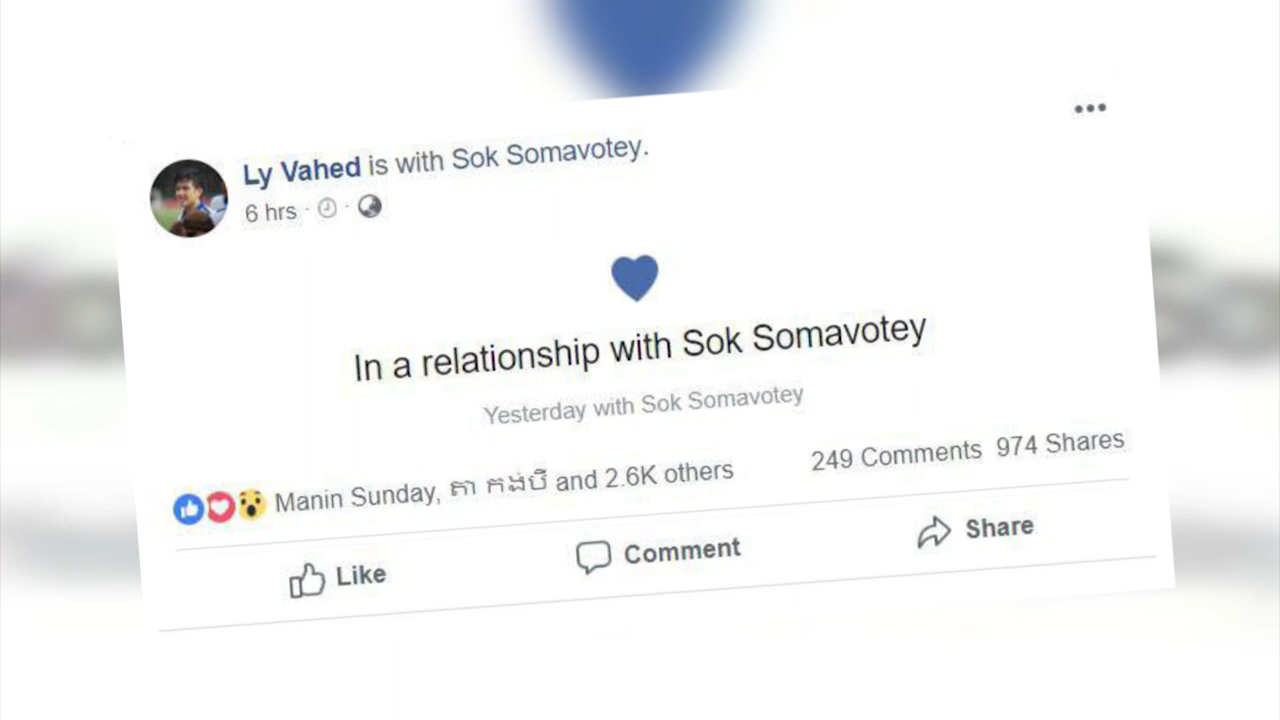 Ly Vahed is with Sok Somavotey.
6 hrs
In a relationship with Sok Somavotey
Yesterday with Sok Somavotey
Manin Sunday, តា កង់បី and 2.6K others
249 Comments 974 Shares
Like
Comment
Share